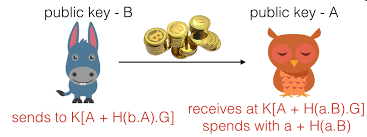 public key - B
public key - A
sends to K[A + H(b.A).G]
receives at K[A + H(a.B).G]
spends with a + H(a.B)